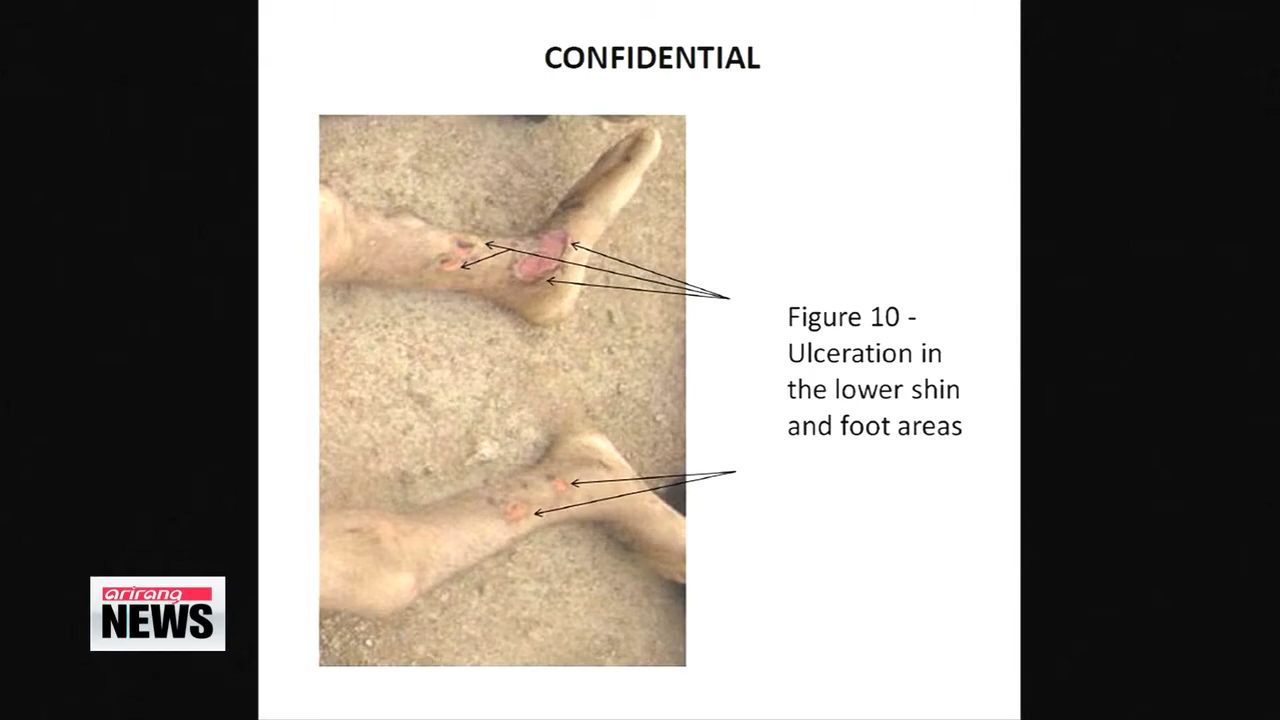 CONFIDENTIAL
Figure 10 -
Ulceration in
the lower shin
and foot areas
arirang
NEWS